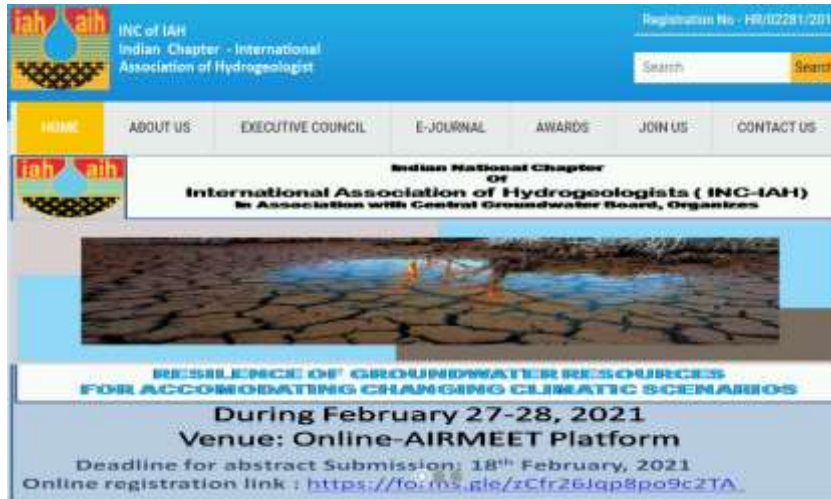 iah aih
INC of IAH
Indian Chapter - International
Association of Hydrogeologist
Registration No - HR/02281/201
Search Search
HOME ABOUT US EXECUTIVE COUNCIL E-JOURNAL AWARDS JOIN US CONTACT US
iah aih
Indian National Chapter
Of
International Association of Hydrogeologists ( INC-IAH)
In Association with Central Groundwater Board, Organizes
RESILENCE OF GROUNDWATER RESOURCES
FOR ACCOMODATING CHANGING CLIMATIC SCENARIOS
During February 27-28, 2021
Venue: Online-AIRMEET Platform
Deadline for abstract Submission: 18th February, 2021
Online registration link : https://forms.gle/zCfr26Jqp8po9c2TA